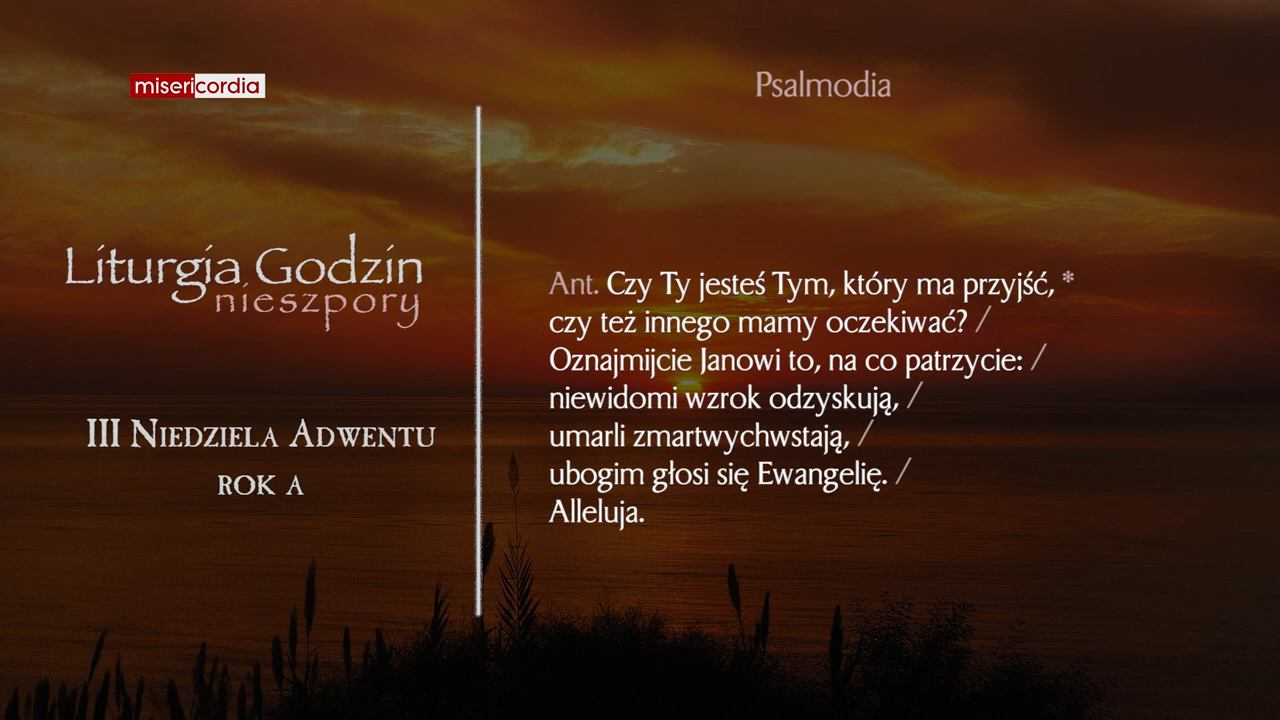 misericordia
Liturgia Godzin
nieszpory
III Niedziela Adwentu
rok a
Psalmodia
Ant. Czy Ty jesteś Tym, który ma przyjść, *
czy też innego mamy oczekiwać? /
Oznajmijcie Janowi to, na co patrzycie: /
niewidomi wzrok odzyskują, /
umarli zmartwychwstają, /
ubogim głosi się Ewangelię. /
Alleluja.